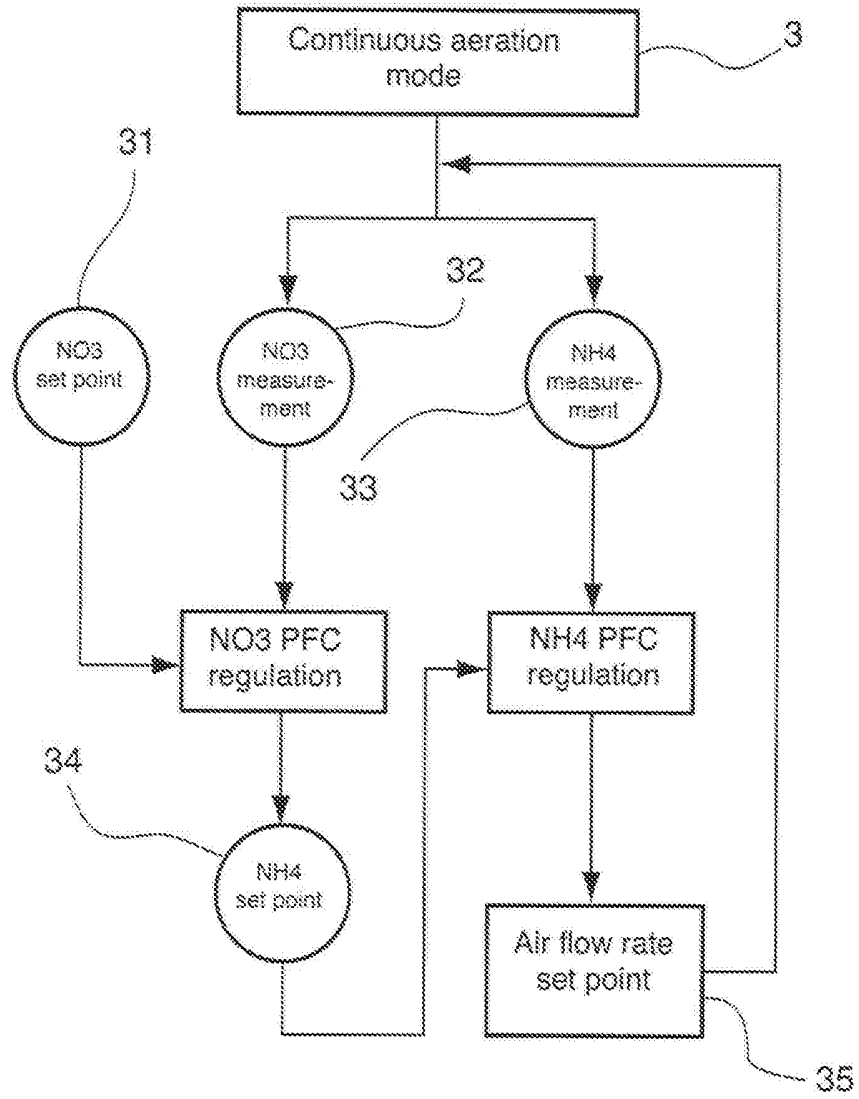 Continuous aeration
mode
3
31
32
NO3
set point
NO3
measure-
ment
NH4
measure-
ment
33
NO3 PFC
regulation
NH4 PFC
regulation
34
NH4
set point
Air flow rate
set point
35